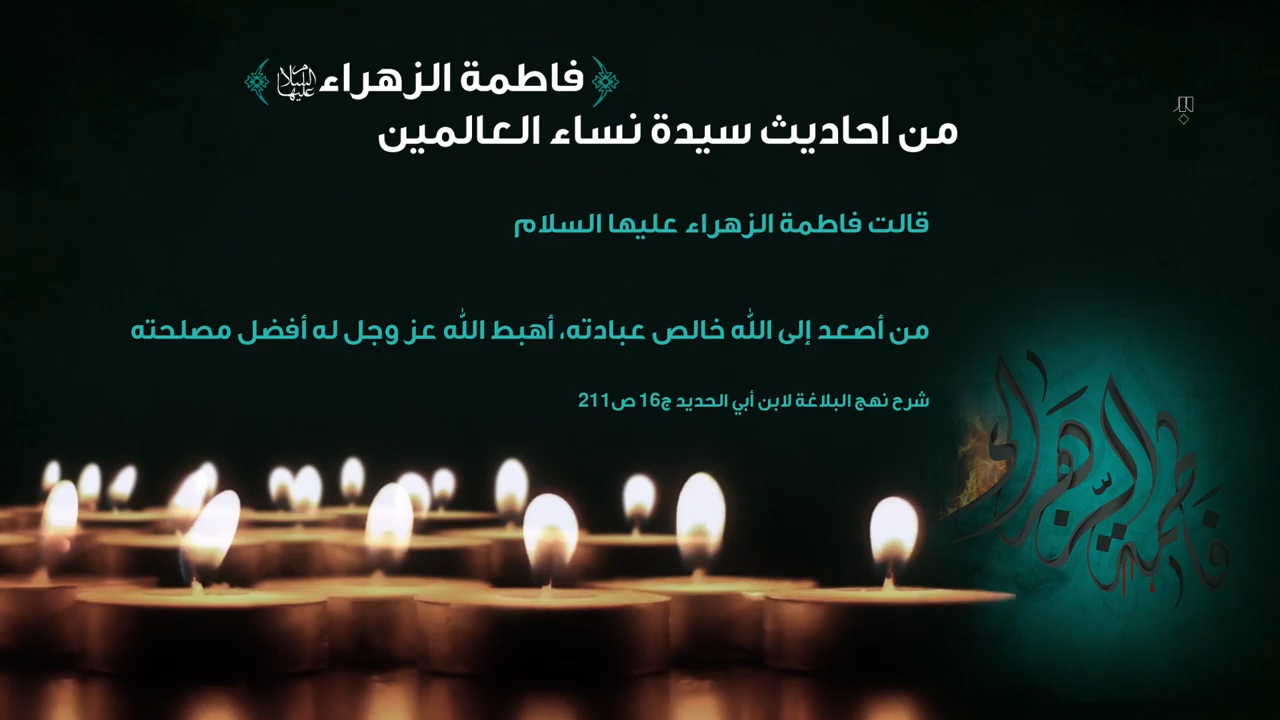 ﴿فاطمة الزهراء عليها السلام﴾
من احاديث سيدة نساء العالمين
قالت فاطمة الزهراء عليها السلام
من أصعد إلى الله خالص عبادته، أهبط الله عز وجل له أفضل مصلحته
شرح نهج البلاغة لابن أبي الحديد ج16 ص211
فاطمة الزهراء